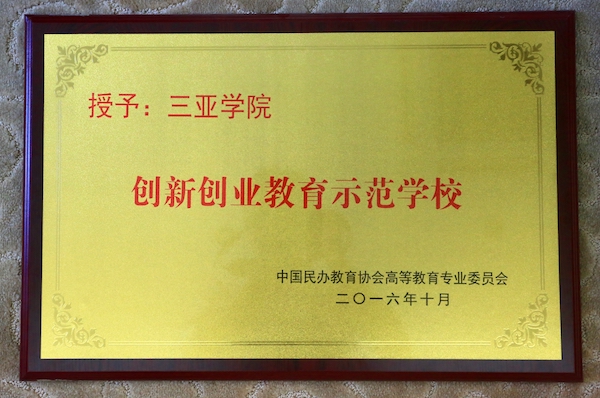 授予：三亚学院
创新创业教育示范学校
中国民办教育协会高等教育专业委员会
二〇一六年十月